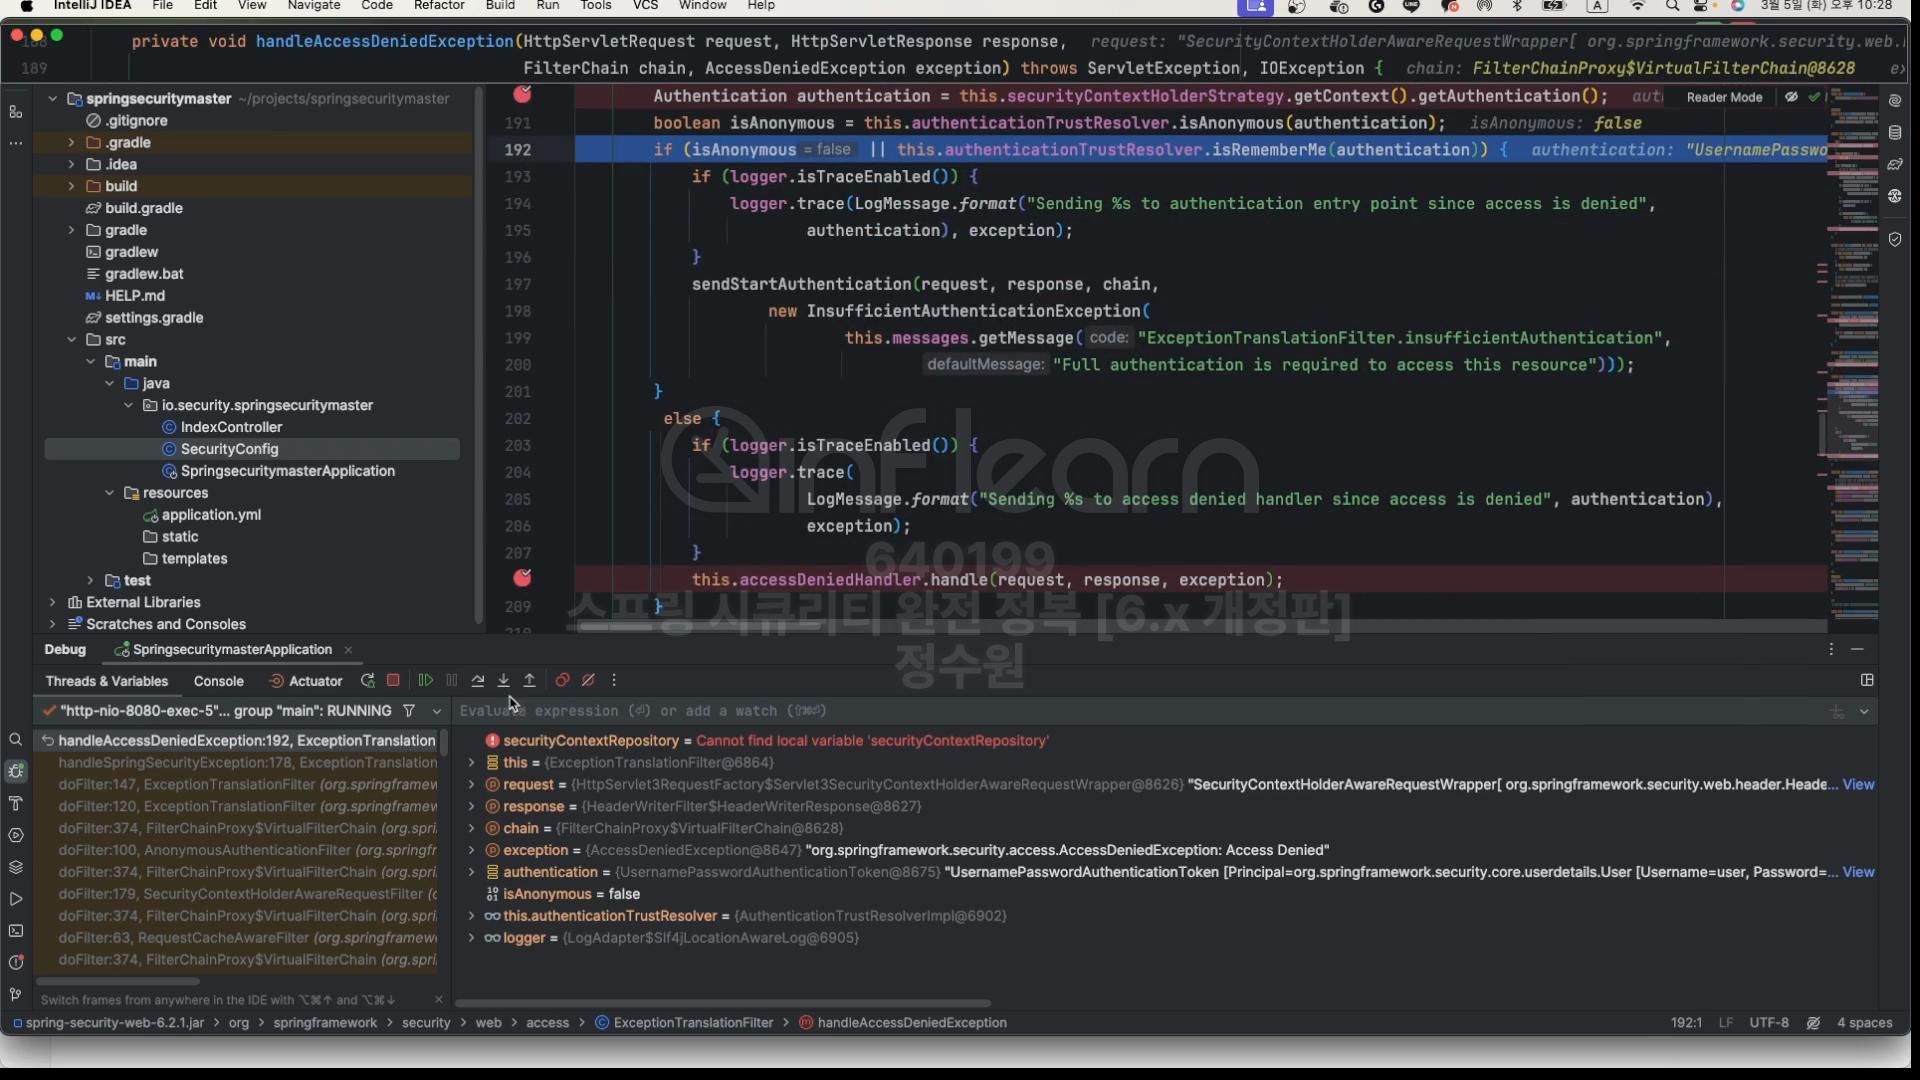 IntelliJ IDEA File Edit View Navigate Code Refactor Build Run Tools VCS Window Help A 3월 5일 (화) 오후 10:28
188 private void handleAccessDeniedException(HttpServletRequest request, HttpServletResponse response, request: "SecurityContextHolderAwareRequestWrapper[ org.springframework.security.web.
189 FilterChain chain, AccessDeniedException exception) throws ServletException, IOException { chain: FilterChainProxy$VirtualFilterChain@8628
springsecuritymaster ~/projects/springsecuritymaster
.gitignore
.gradle
.idea
build
build.gradle
gradle
gradlew
gradlew.bat
HELP.md
settings.gradle
src
main
java
io.security.springsecuritymaster
IndexController
SecurityConfig
SpringsecuritymasterApplication
resources
application.yml
static
templates
test
External Libraries
Scratches and Consoles
Authentication authentication = this.securityContextHolderStrategy.getContext().getAuthentication(); Reader Mode
191 boolean isAnonymous = this.authenticationTrustResolver.isAnonymous(authentication); isAnonymous: false
192 if (isAnonymous = false || this.authenticationTrustResolver.isRememberMe(authentication)) { authentication: "UsernamePasswo
193 if (logger.isTraceEnabled()) {
194 logger.trace(LogMessage.format("Sending %s to authentication entry point since access is denied",
195 authentication), exception);
196 }
197 sendStartAuthentication(request, response, chain,
198 new InsufficientAuthenticationException(
199 this.messages.getMessage( code: "ExceptionTranslationFilter.insufficientAuthentication",
200 defaultMessage: "Full authentication is required to access this resource")));
201 }
202 else {
203 if (logger.isTraceEnabled()) {
204 logger.trace(
205 LogMessage.format("Sending %s to access denied handler since access is denied", authentication),
206 exception);
207 }
this.accessDeniedHandler.handle(request, response, exception);
209 }
inflearn
640199
스프링 시큐리티 완전 정복 [6.x 개정판]
정수원
Debug SpringsecuritymasterApplication
Threads & Variables Console Actuator
"http-nio-8080-exec-5"... group "main": RUNNING
handleAccessDeniedException:192, ExceptionTranslation
handleSpringSecurityException:178, ExceptionTranslation
doFilter:147, ExceptionTranslationFilter (org.springframew
doFilter:120, ExceptionTranslationFilter (org.springframew
doFilter:374, FilterChainProxy$VirtualFilterChain (org.spri
doFilter:100, AnonymousAuthenticationFilter (org.springfr
doFilter:374, FilterChainProxy$VirtualFilterChain (org.spri
doFilter:179, SecurityContextHolderAwareRequestFilter (o
doFilter:374, FilterChainProxy$VirtualFilterChain (org.spri
doFilter:63, RequestCacheAwareFilter (org.springframew
doFilter:374, FilterChainProxy$VirtualFilterChain (org.spri
Switch frames from anywhere in the IDE with ⌥⌘↑ and ⌥⌘↓
Evaluate expression (⏎) or add a watch (⇧⌘⏎)
securityContextRepository = Cannot find local variable 'securityContextRepository'
this = {ExceptionTranslationFilter@6864}
request = {HttpServlet3RequestFactory$Servlet3SecurityContextHolderAwareRequestWrapper@8626} "SecurityContextHolderAwareRequestWrapper[ org.springframework.security.web.header.Heade... View
response = {HeaderWriterFilter$HeaderWriterResponse@8627}
chain = {FilterChainProxy$VirtualFilterChain@8628}
exception = {AccessDeniedException@8647} "org.springframework.security.access.AccessDeniedException: Access Denied"
authentication = {UsernamePasswordAuthenticationToken@8675} "UsernamePasswordAuthenticationToken [Principal=org.springframework.security.core.userdetails.User [Username=user, Password=... View
isAnonymous = false
this.authenticationTrustResolver = {AuthenticationTrustResolverImpl@6902}
logger = {LogAdapter$Slf4jLocationAwareLog@6905}
spring-security-web-6.2.1.jar > org > springframework > security > web > access > ExceptionTranslationFilter > handleAccessDeniedException 192:1 LF UTF-8 4 spaces